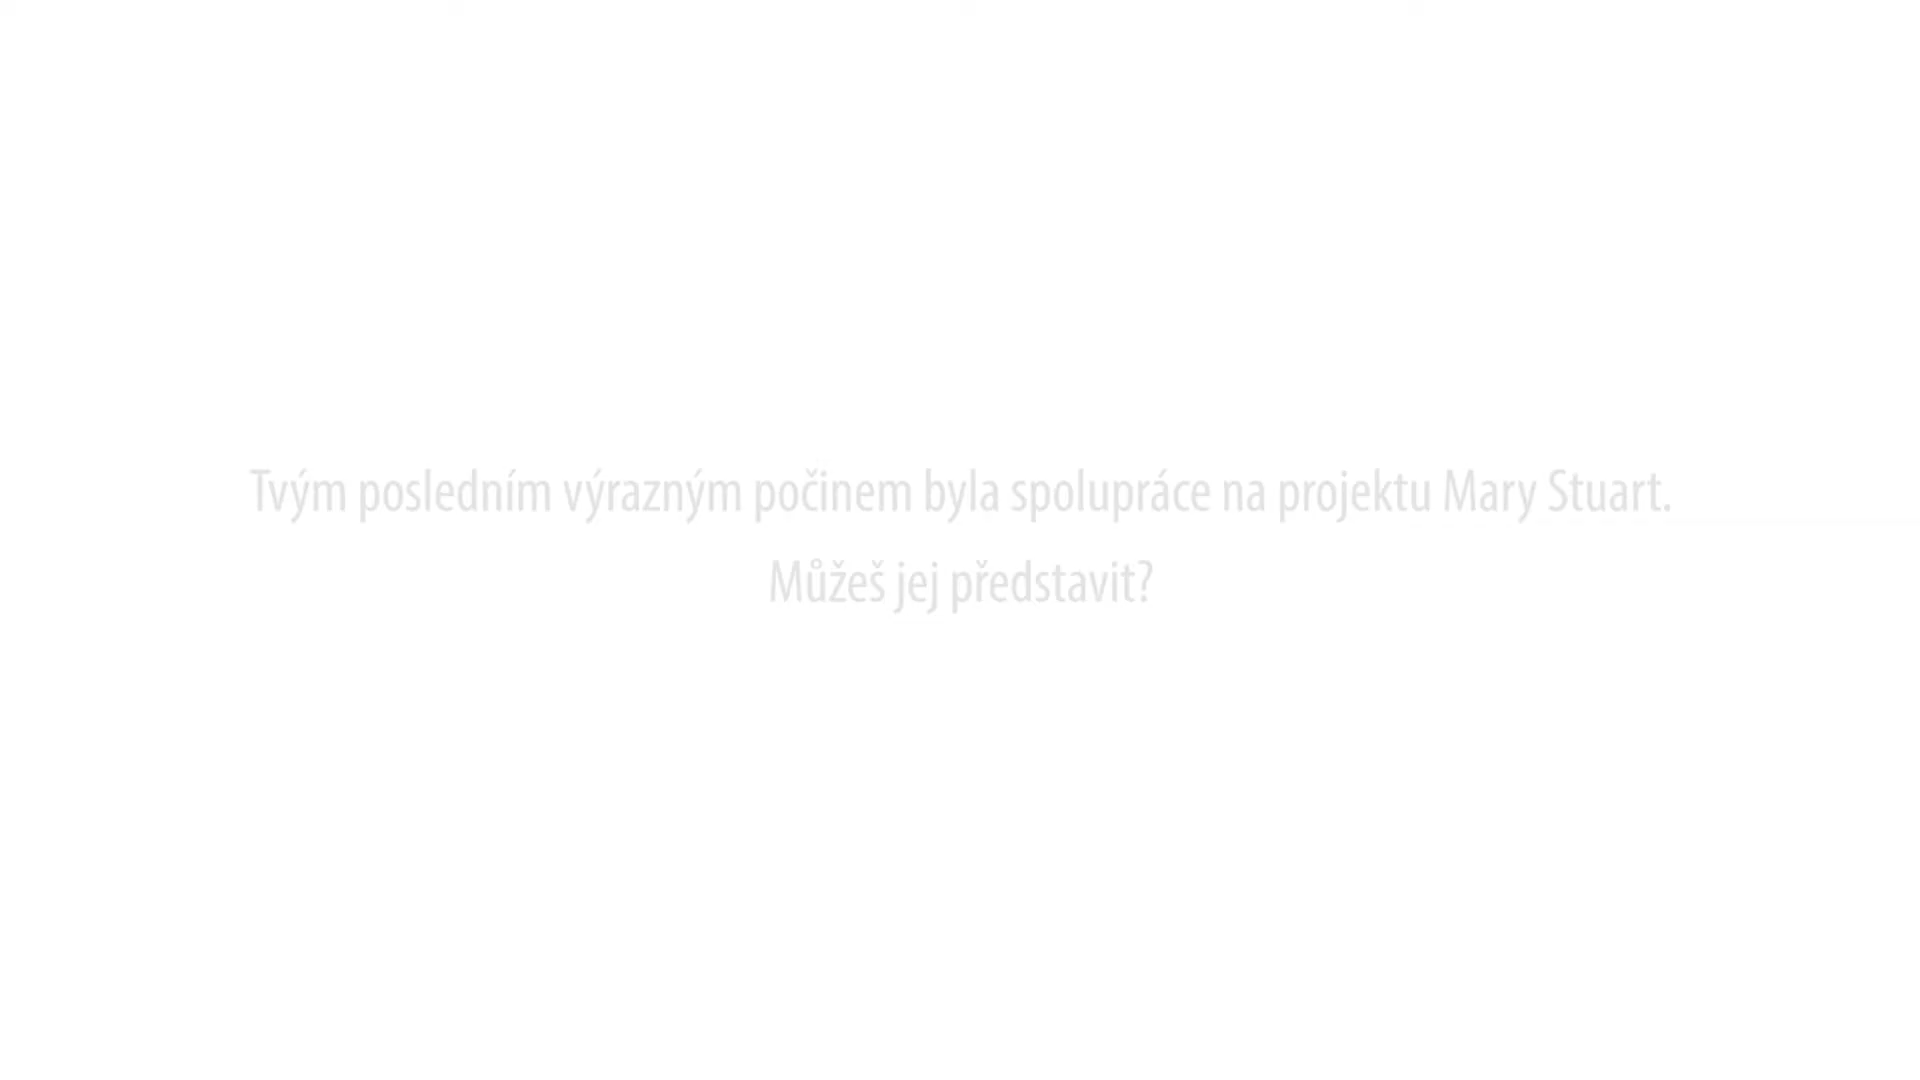 Tvým posledním výrazným počinem byla spolupráce na projektu Mary Stuart.
Můžeš jej představit?